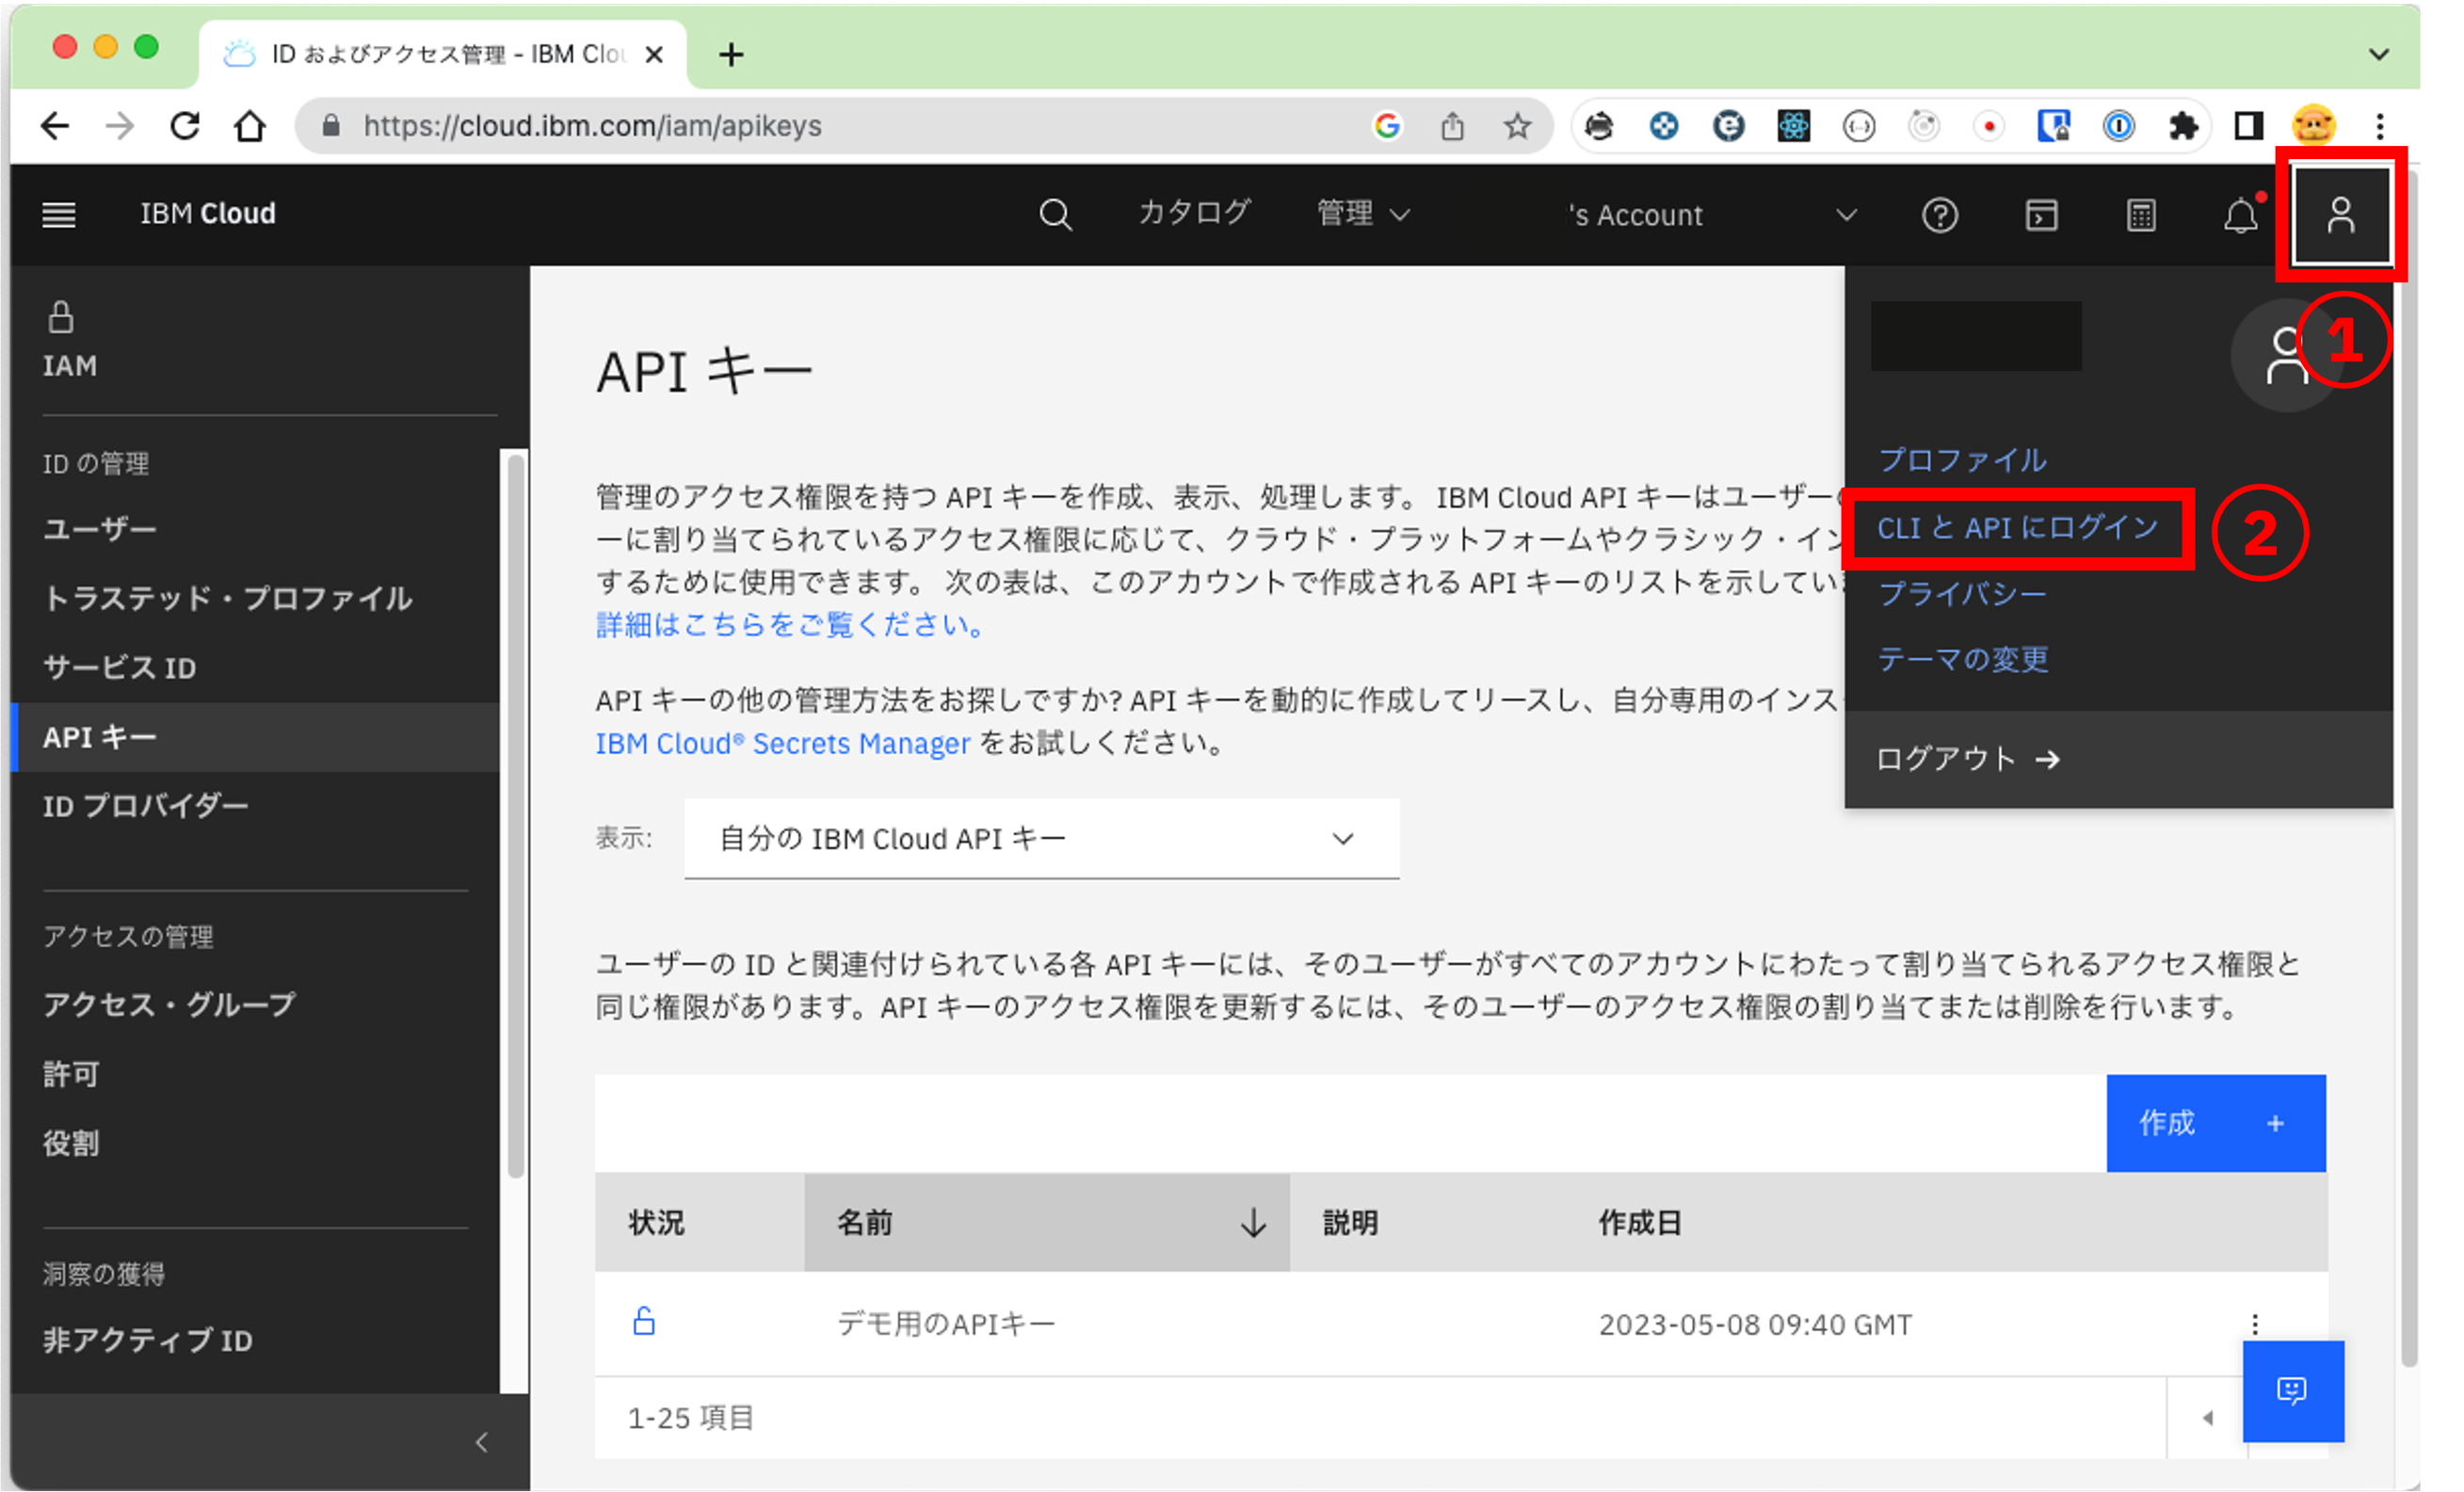 ID およびアクセス管理 - IBM Clou
https://cloud.ibm.com/iam/apikeys
IBM Cloud
カタログ
管理
's Account
1
IAM
ID の管理
ユーザー
トラステッド・プロファイル
サービス ID
API キー
ID プロバイダー
アクセスの管理
アクセス・グループ
許可
役割
洞察の獲得
非アクティブ ID
API キー
管理のアクセス権限を持つ API キーを作成、表示、処理します。 IBM Cloud API キーはユーザーの
ーに割り当てられているアクセス権限に応じて、クラウド・プラットフォームやクラシック・イン
するために使用できます。 次の表は、このアカウントで作成される API キーのリストを示してい
詳細はこちらをご覧ください。
API キーの他の管理方法をお探しですか? API キーを動的に作成してリースし、自分専用のインス
IBM Cloud® Secrets Manager をお試しください。
表示:
自分の IBM Cloud API キー
ユーザーの ID と関連付けられている各 API キーには、そのユーザーがすべてのアカウントにわたって割り当てられるアクセス権限と
同じ権限があります。API キーのアクセス権限を更新するには、そのユーザーのアクセス権限の割り当てまたは削除を行います。
作成 +
状況 名前 説明 作成日
デモ用のAPIキー 2023-05-08 09:40 GMT
1-25 項目
プロファイル
CLI と API にログイン
2
プライバシー
テーマの変更
ログアウト →